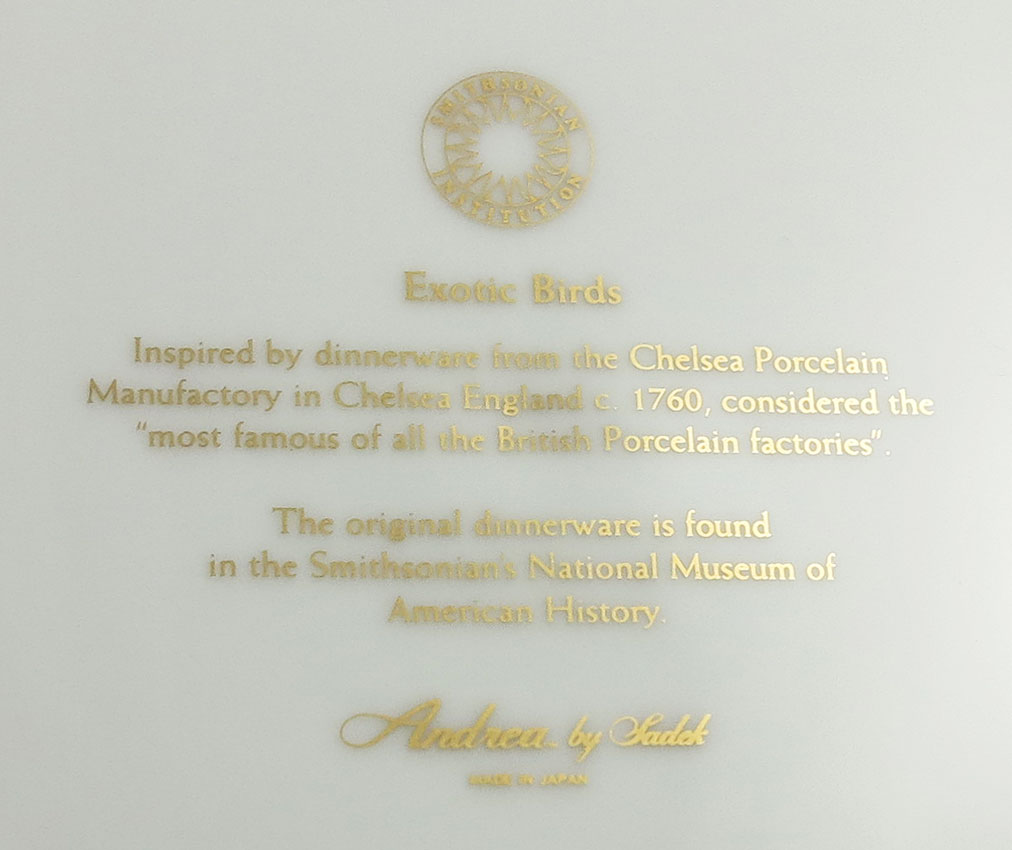 SMITHSONIAN
INSTITUTION
Exotic Birds
Inspired by dinnerware from the Chelsea Porcelain
Manufactory in Chelsea England c. 1760, considered the
"most famous of all the British Porcelain factories".
The original dinnerware is found
in the Smithsonian's National Museum of
American History.
Andrea by Sadek
MADE IN JAPAN